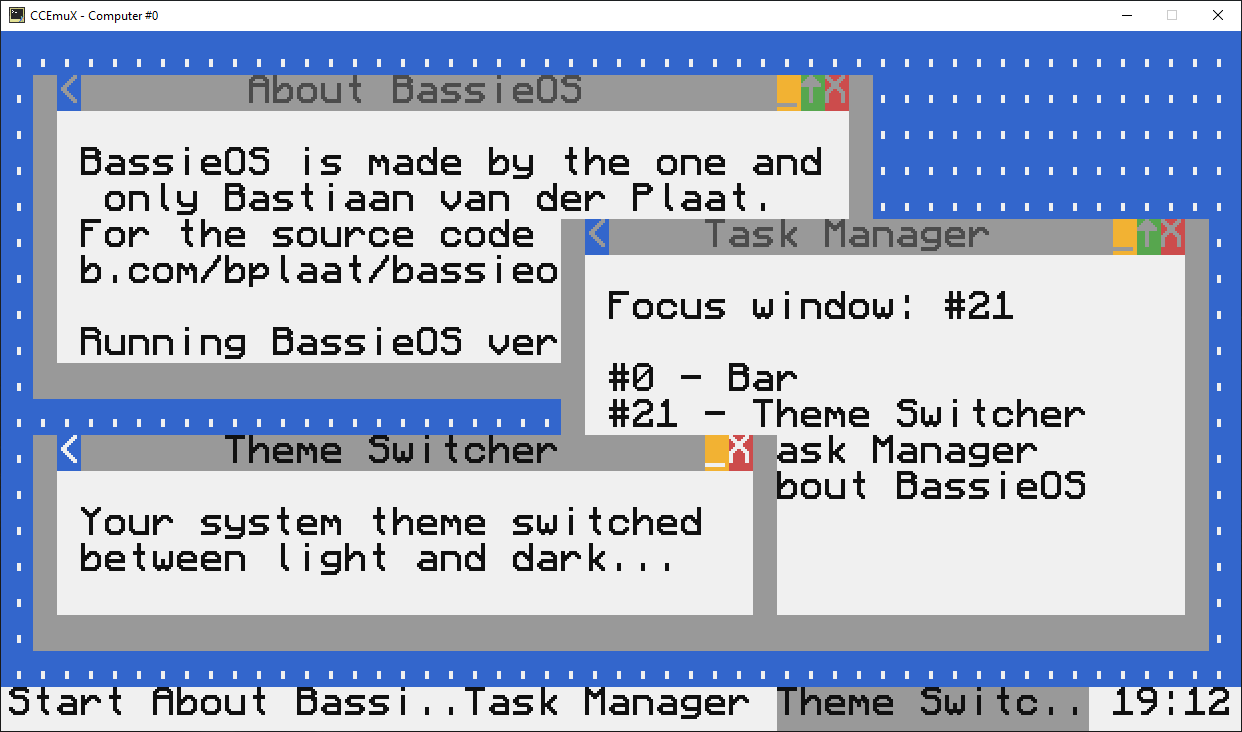 CCEmuX - Computer #0
< About BassieOS _↑X
BassieOS is made by the one and
only Bastiaan van der Plaat.
For the source code
b.com/bplaat/bassieo
Running BassieOS ver
< Task Manager _↑X
Focus window: #21
#0 - Bar
#21 - Theme Switcher
ask Manager
bout BassieOS
< Theme Switcher _X
Your system theme switched
between light and dark...
Start About Bassi..Task Manager Theme Switc.. 19:12